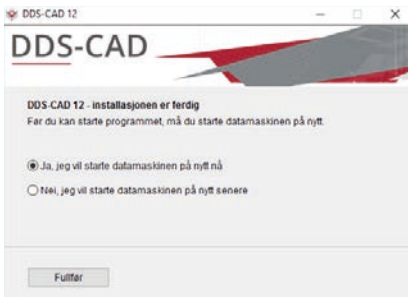 DDS-CAD 12
DDS-CAD
DDS-CAD 12 - installasjonen er ferdig
Før du kan starte programmet, må du starte datamaskinen på nytt.
Ja, jeg vil starte datamaskinen på nytt nå
Nei, jeg vil starte datamaskinen på nytt senere
Fullfør